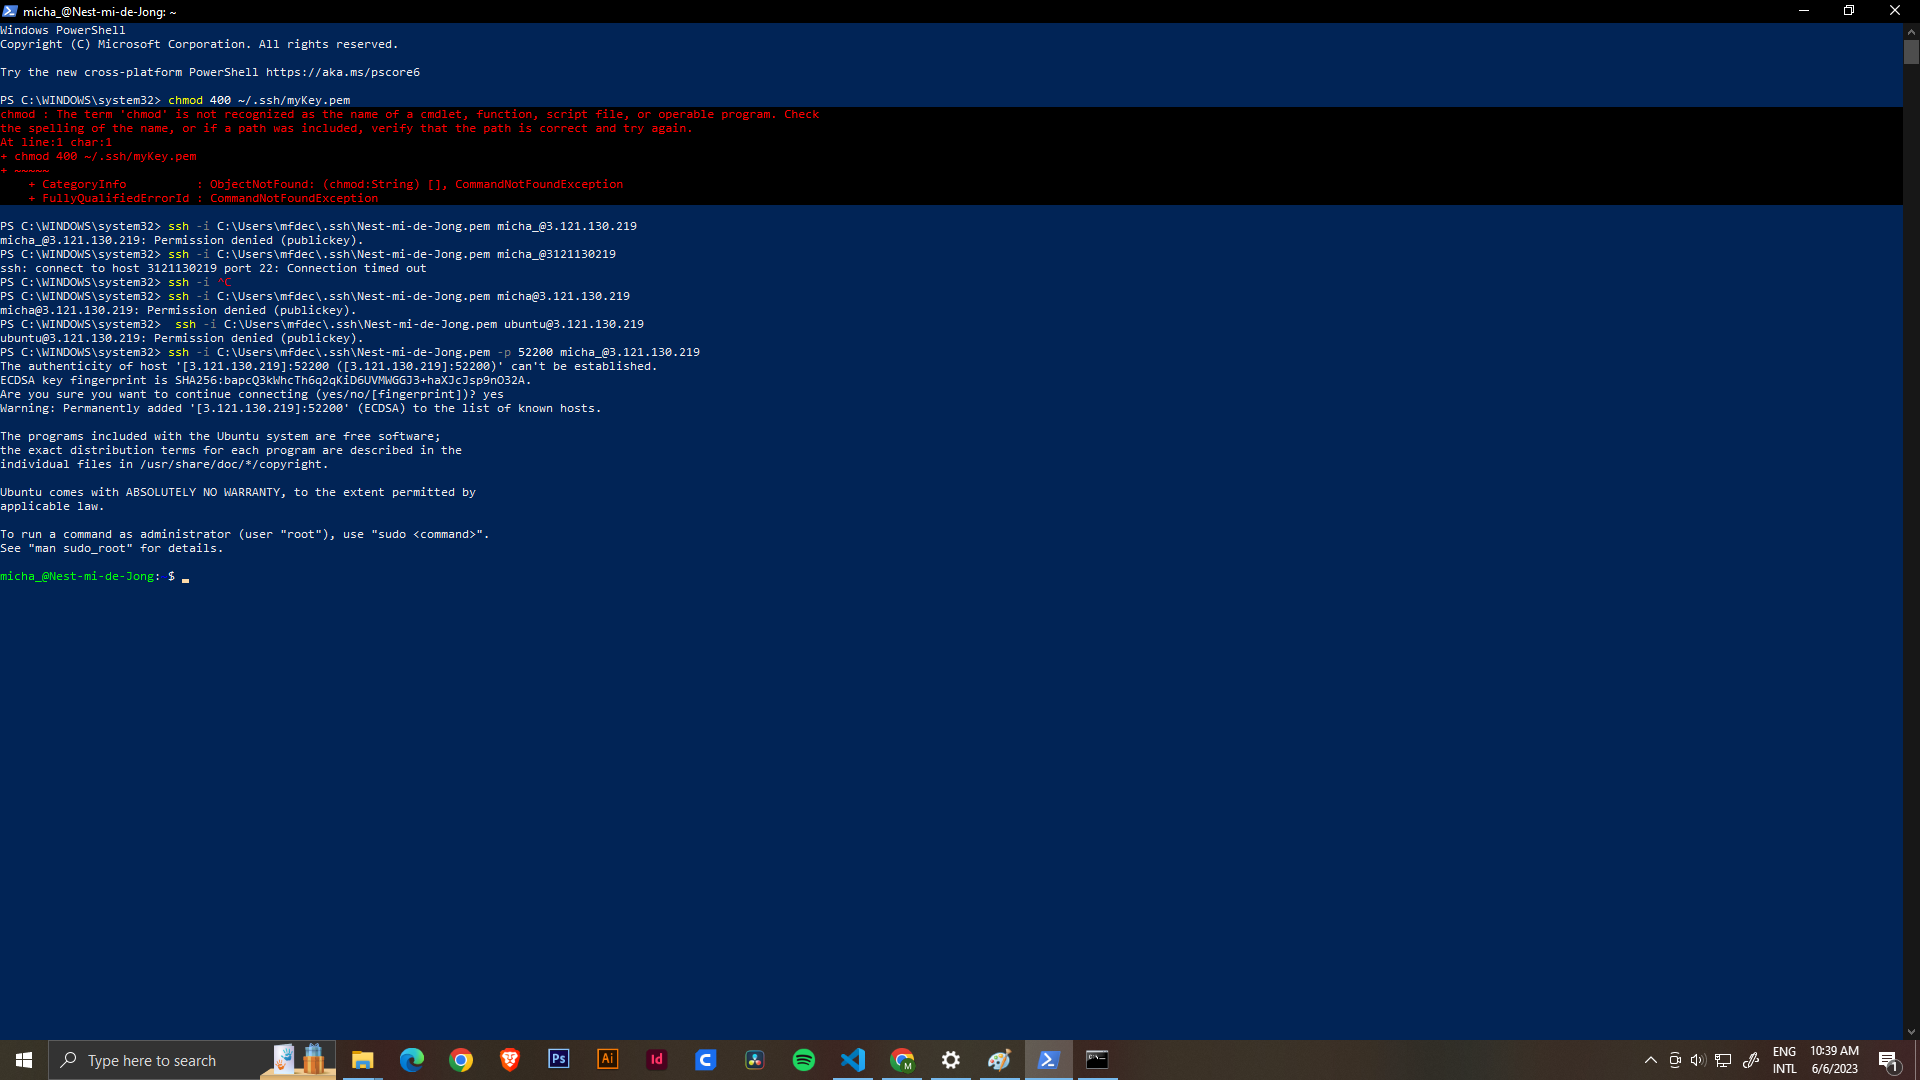 micha_@Nest-mi-de-Jong: ~
Windows PowerShell
Copyright (C) Microsoft Corporation. All rights reserved.
Try the new cross-platform PowerShell https://aka.ms/pscore6
PS C:\WINDOWS\system32> chmod 400 ~/.ssh/myKey.pem
chmod : The term 'chmod' is not recognized as the name of a cmdlet, function, script file, or operable program. Check
the spelling of the name, or if a path was included, verify that the path is correct and try again.
At line:1 char:1
+ chmod 400 ~/.ssh/myKey.pem
+ ~~~~~
    + CategoryInfo          : ObjectNotFound: (chmod:String) [], CommandNotFoundException
    + FullyQualifiedErrorId : CommandNotFoundException
PS C:\WINDOWS\system32> ssh -i C:\Users\mfdec\.ssh\Nest-mi-de-Jong.pem micha_@3.121.130.219
micha_@3.121.130.219: Permission denied (publickey).
PS C:\WINDOWS\system32> ssh -i C:\Users\mfdec\.ssh\Nest-mi-de-Jong.pem micha_@3121130219
ssh: connect to host 3121130219 port 22: Connection timed out
PS C:\WINDOWS\system32> ssh -i ^C
PS C:\WINDOWS\system32> ssh -i C:\Users\mfdec\.ssh\Nest-mi-de-Jong.pem micha@3.121.130.219
micha@3.121.130.219: Permission denied (publickey).
PS C:\WINDOWS\system32>  ssh -i C:\Users\mfdec\.ssh\Nest-mi-de-Jong.pem ubuntu@3.121.130.219
ubuntu@3.121.130.219: Permission denied (publickey).
PS C:\WINDOWS\system32> ssh -i C:\Users\mfdec\.ssh\Nest-mi-de-Jong.pem -p 52200 micha_@3.121.130.219
The authenticity of host '[3.121.130.219]:52200 ([3.121.130.219]:52200)' can't be established.
ECDSA key fingerprint is SHA256:bapcQ3kWhcTh6q2qKiD6UVMWGGJ3+haXJcJsp9nO32A.
Are you sure you want to continue connecting (yes/no/[fingerprint])? yes
Warning: Permanently added '[3.121.130.219]:52200' (ECDSA) to the list of known hosts.
The programs included with the Ubuntu system are free software;
the exact distribution terms for each program are described in the
individual files in /usr/share/doc/*/copyright.
Ubuntu comes with ABSOLUTELY NO WARRANTY, to the extent permitted by
applicable law.
To run a command as administrator (user "root"), use "sudo <command>".
See "man sudo_root" for details.
micha_@Nest-mi-de-Jong: $
Type here to search
Ps
Ai
Id
M
ENG
INTL
10:39 AM
6/6/2023
1